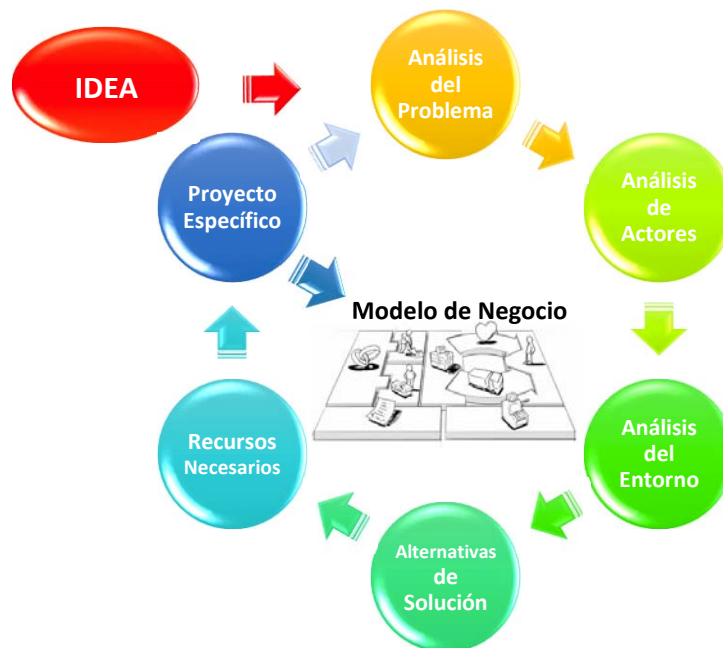 IDEA
Análisis
del
Problema
Análisis
de
Actores
Análisis
del
Entorno
Alternativas
de
Solución
Recursos
Necesarios
Proyecto
Específico
Modelo de Negocio